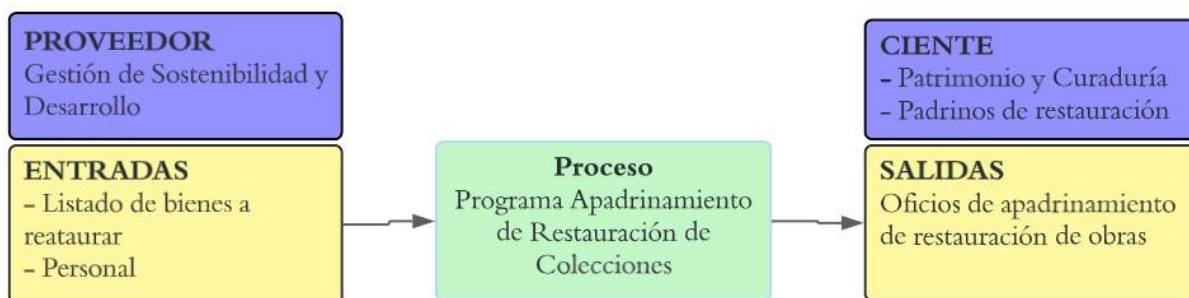 PROVEEDOR
Gestión de Sostenibilidad y
Desarrollo
ENTRADAS
- Listado de bienes a
reataurar
- Personal
Proceso
Programa Apadrinamiento
de Restauración de
Colecciones
CIENTE
- Patrimonio y Curaduría
- Padrinos de restauración
SALIDAS
Oficios de apadrinamiento
de restauración de obras